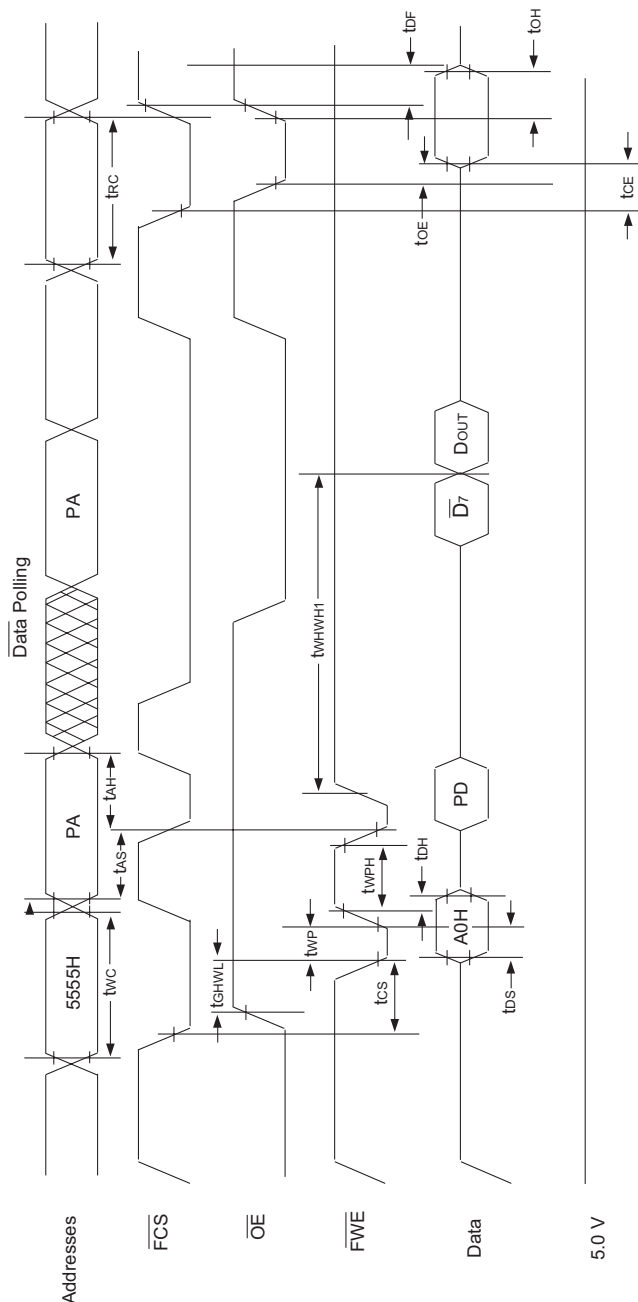 Data Polling
Addresses
5555H
PA
PA
tWC
tAS
tAH
tRC
FCS
OE
tGHWL
FWE
tCS
tWP
tWPH
tWHWH1
Data
A0H
PD
D7
DOUT
tDS
tDH
tOE
tCE
tDF
tOH
5.0 V